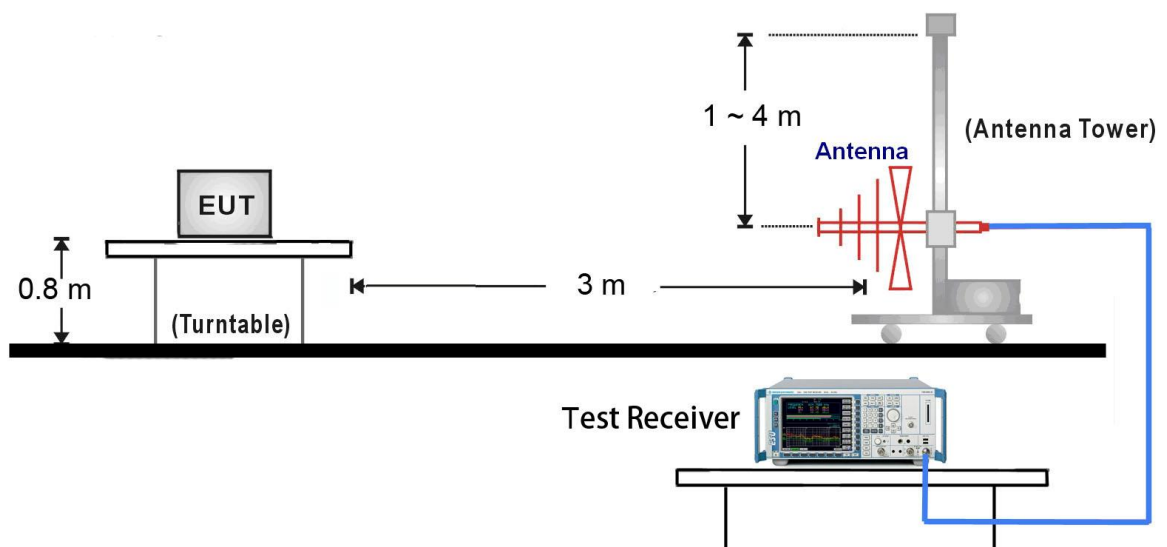 1 ~ 4 m
(Antenna Tower)
Antenna
EUT
0.8 m
3 m
(Turntable)
Test Receiver